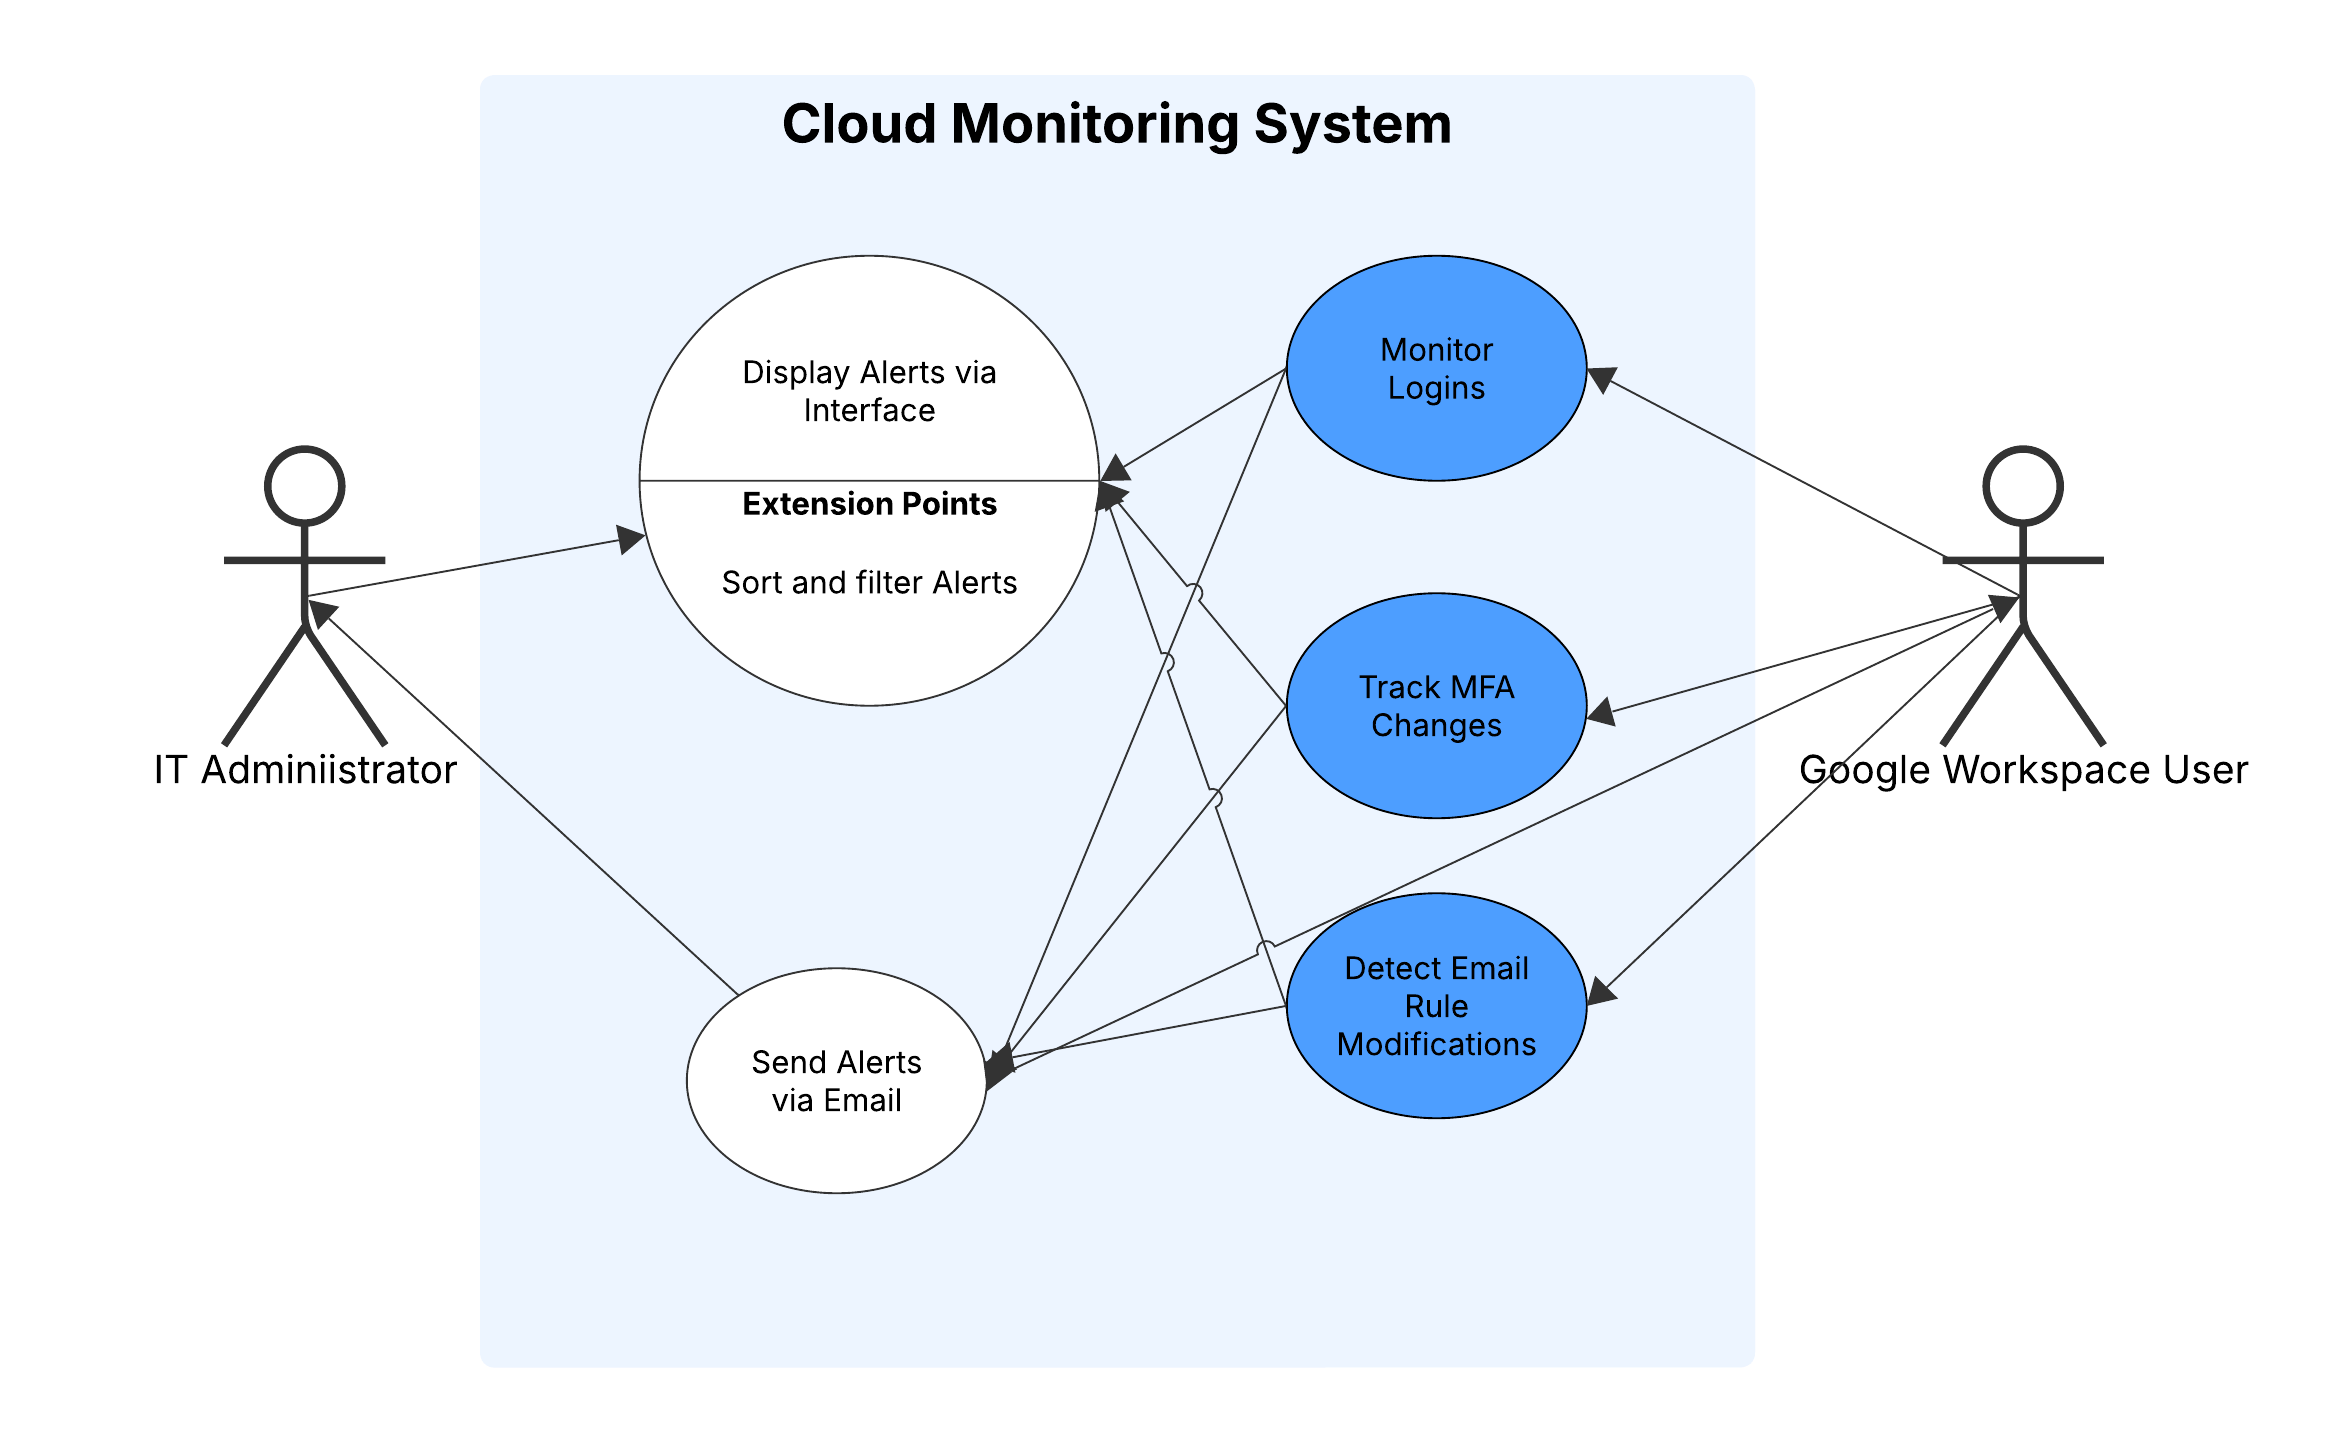 Cloud Monitoring System
Display Alerts via
Interface
Extension Points
Sort and filter Alerts
Monitor
Logins
Track MFA
Changes
IT Adminiistrator
Google Workspace User
Detect Email
Rule
Modifications
Send Alerts
via Email